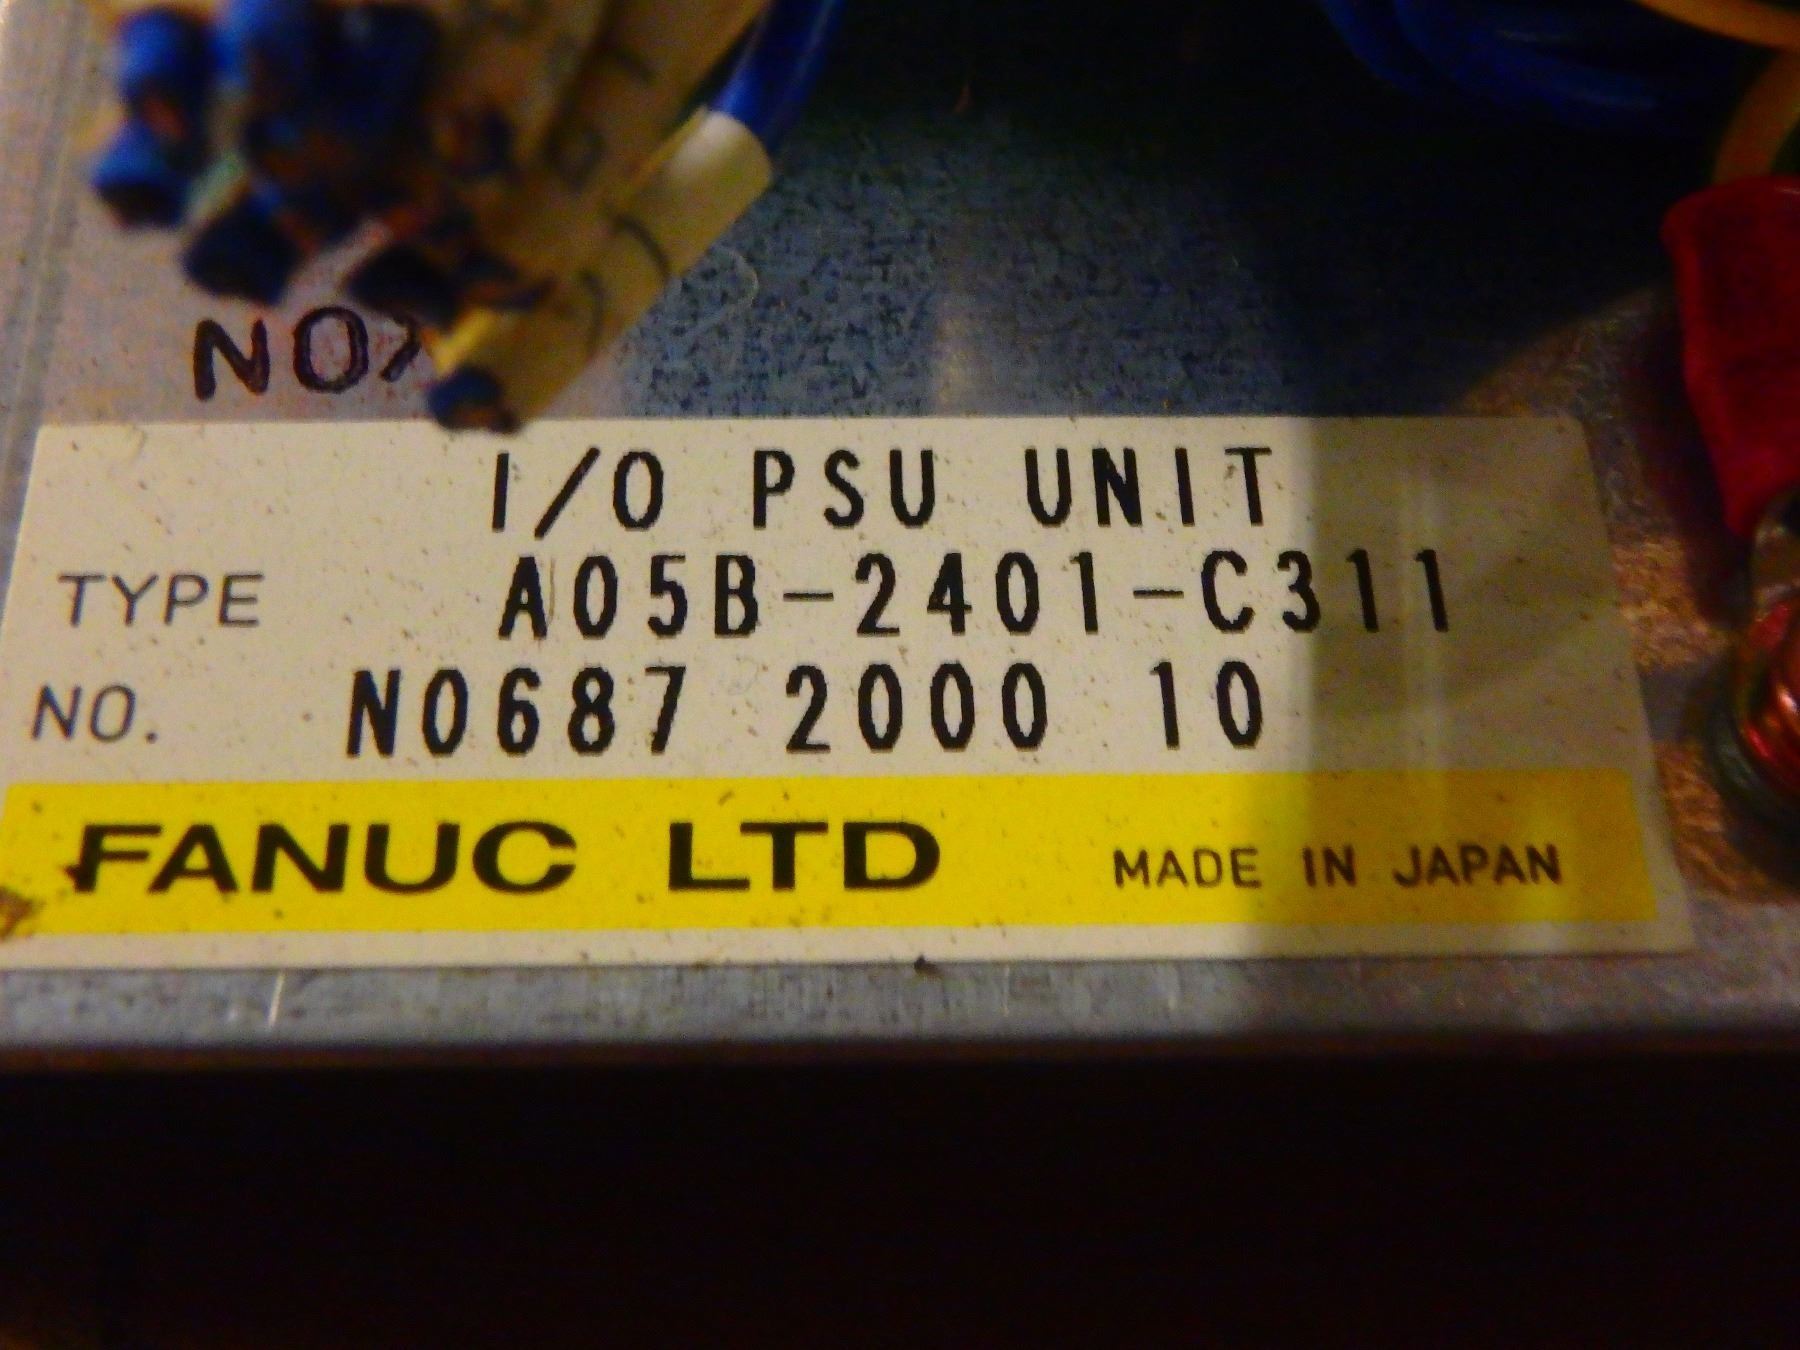 I/O PSU UNIT
TYPE A05B-2401-C311
NO. N0687 2000 10
FANUC LTD MADE IN JAPAN